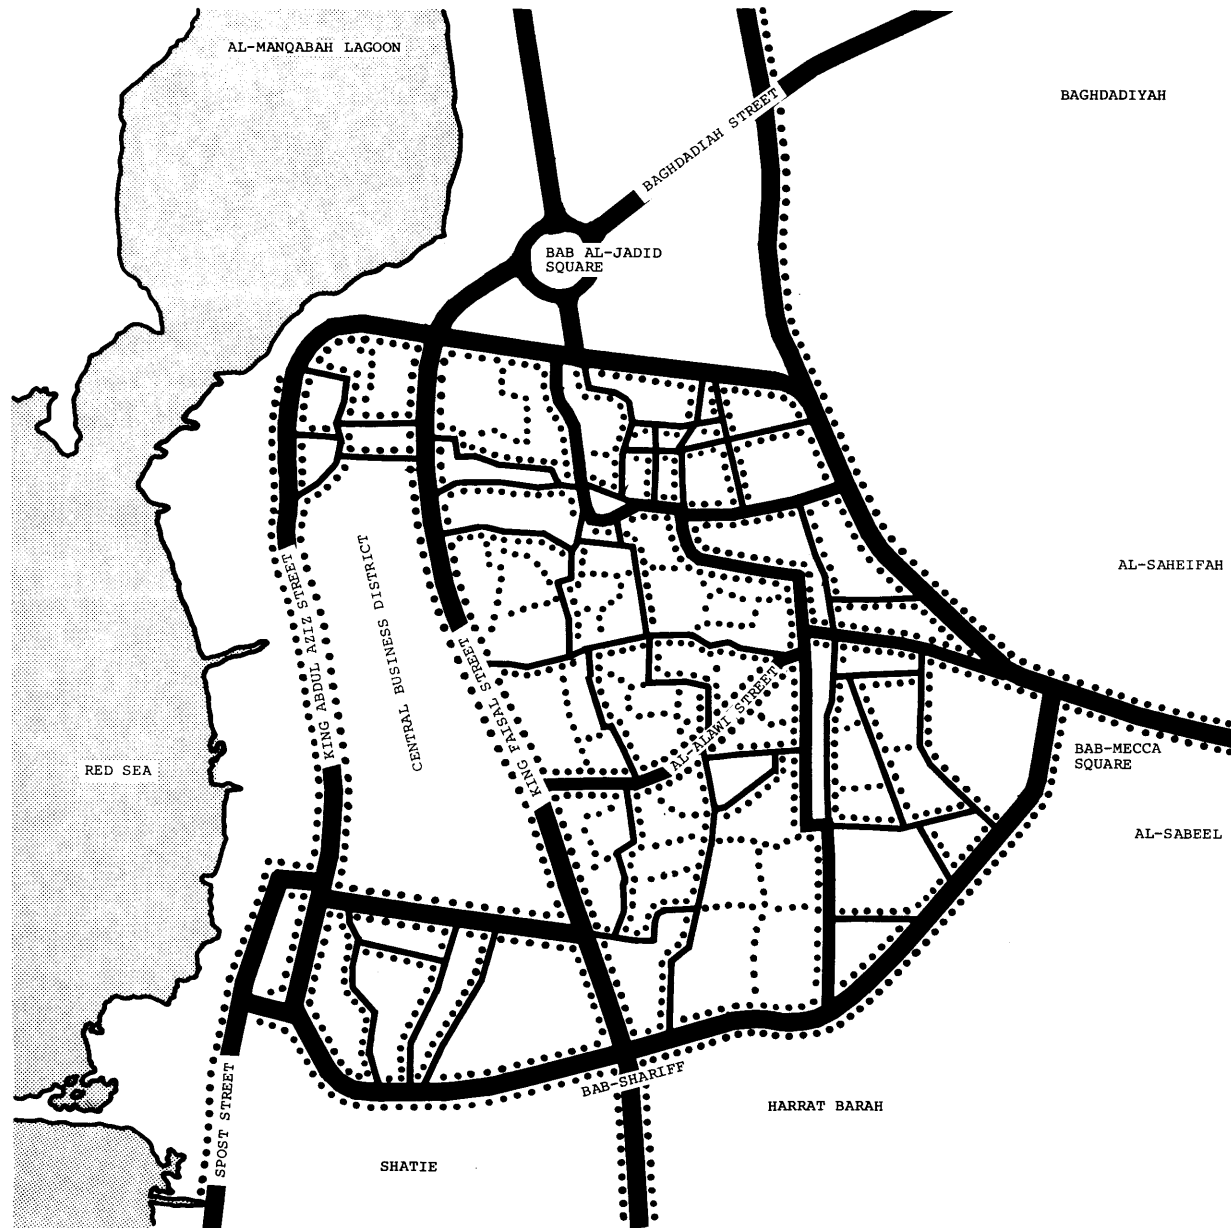 AL-MANQABAH LAGOON
BAGHDADIYAH
BAGHDADIAH STREET
BAB AL-JADID
SQUARE
AL-SAHEIFAH
KING ABDUL AZIZ STREET
CENTRAL BUSINESS DISTRICT
KING FAISAL STREET
AL-ALAWI STREET
RED SEA
BAB-MECCA
SQUARE
AL-SABEEL
BAB-SHARIFF
SPOST STREET
HARRAT BARAH
SHATIE